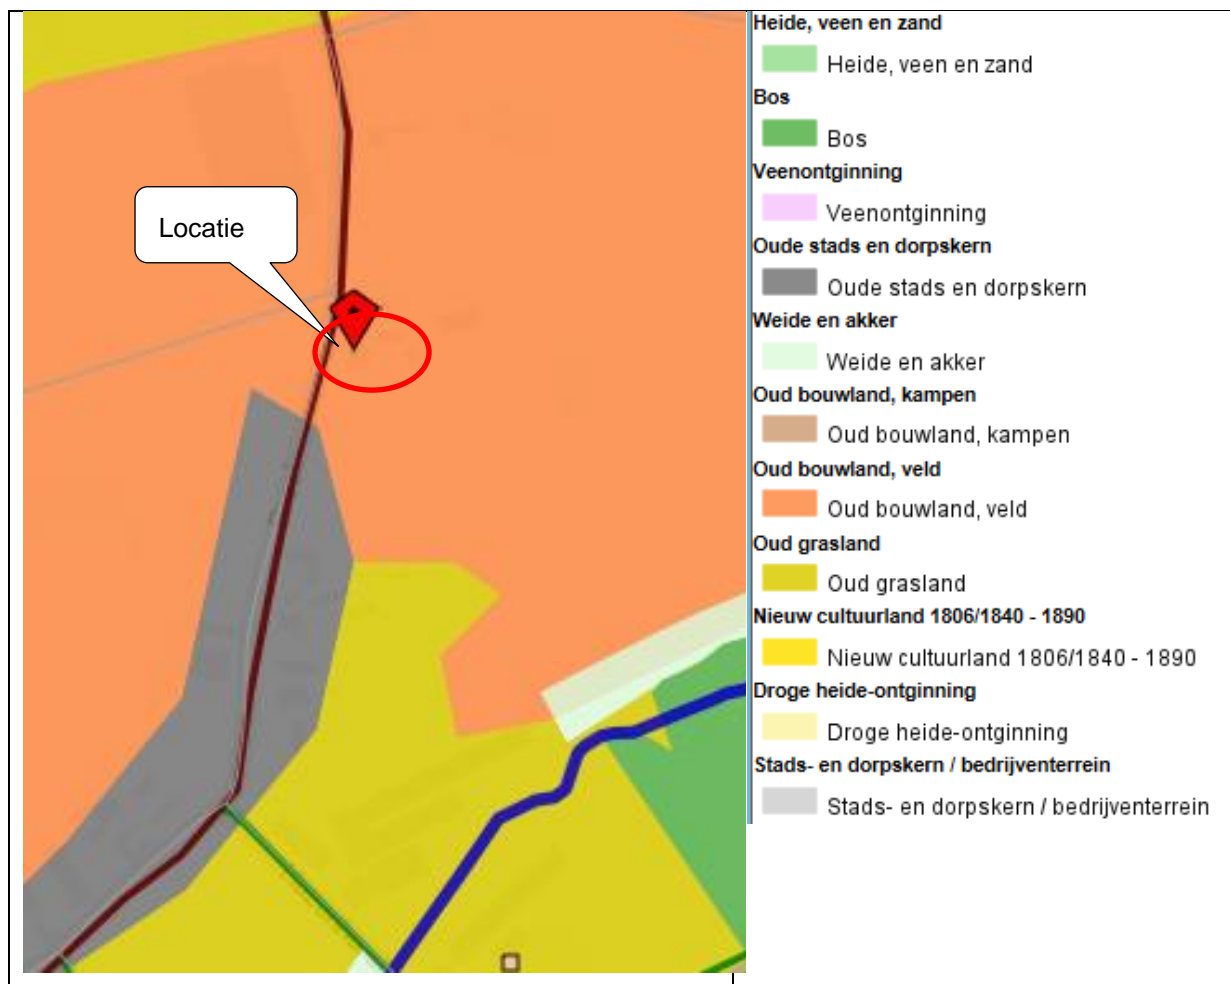 Locatie
Heide, veen en zand
Heide, veen en zand
Bos
Bos
Veenontginning
Veenontginning
Oude stads en dorpskern
Oude stads en dorpskern
Weide en akker
Weide en akker
Oud bouwland, kampen
Oud bouwland, kampen
Oud bouwland, veld
Oud bouwland, veld
Oud grasland
Oud grasland
Nieuw cultuurland 1806/1840 - 1890
Nieuw cultuurland 1806/1840 - 1890
Droge heide-ontginning
Droge heide-ontginning
Stads- en dorpskern / bedrijventerrein
Stads- en dorpskern / bedrijventerrein